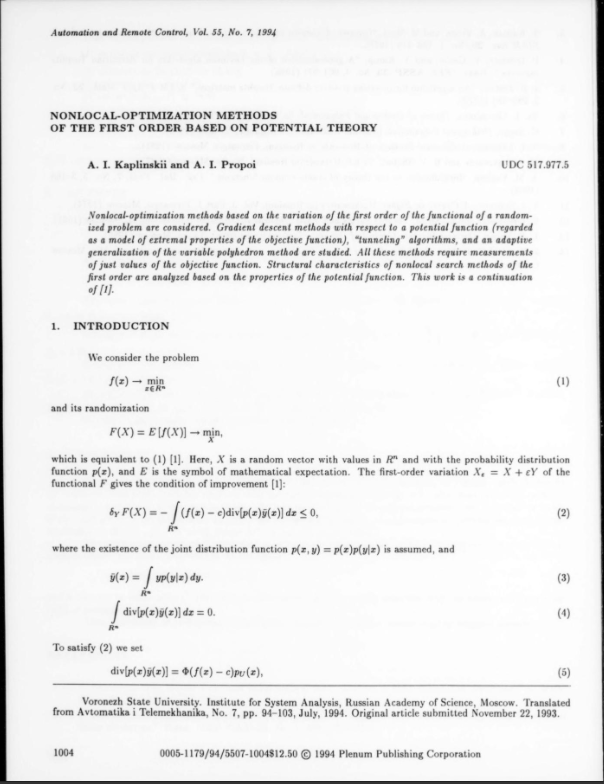 Automation and Remote Control, Vol. 55, No. 7, 1994
NONLOCAL-OPTIMIZATION METHODS
OF THE FIRST ORDER BASED ON POTENTIAL THEORY
A. I. Kaplinskii and A. I. Propoi UDC 517.977.5
Nonlocal-optimization methods based on the variation of the first order of the functional of a random-
ized problem are considered. Gradient descent methods with respect to a potential function (regarded
as a model of extremal properties of the objective function), "tunneling" algorithms, and an adaptive
generalization of the variable polyhedron method are studied. All these methods require measurements
of just values of the objective function. Structural characteristics of nonlocal search methods of the
first order are analyzed based on the properties of the potential function. This work is a continuation
of [1].
1. INTRODUCTION
We consider the problem
f(x) → min (1)
x∈Rⁿ
and its randomization
F(X) = E[f(X)] → min,
X
which is equivalent to (1) [1]. Here, X is a random vector with values in Rⁿ and with the probability distribution
function p(x), and E is the symbol of mathematical expectation. The first-order variation Xε = X + εY of the
functional F gives the condition of improvement [1]:
δY F(X) = − ∫ (f(x) − c)div[p(x)ȳ(x)] dx ≤ 0, (2)
Rⁿ
where the existence of the joint distribution function p(x, y) = p(x)p(y|x) is assumed, and
ȳ(x) = ∫ yp(y|x) dy. (3)
Rⁿ
∫ div[p(x)ȳ(x)] dx = 0. (4)
Rⁿ
To satisfy (2) we set
div[p(x)ȳ(x)] = Φ(f(x) − c)pU(x), (5)
Voronezh State University. Institute for System Analysis, Russian Academy of Science, Moscow. Translated
from Avtomatika i Telemekhanika, No. 7, pp. 94–103, July, 1994. Original article submitted November 22, 1993.
1004 0005-1179/94/5507-1004$12.50 © 1994 Plenum Publishing Corporation